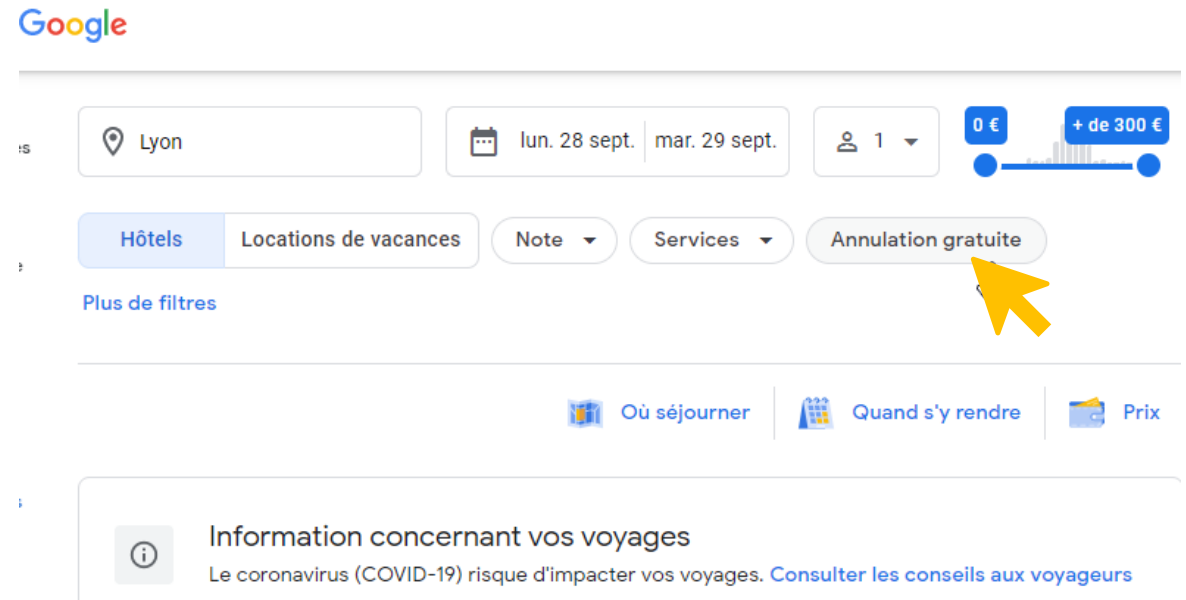 Google
Lyon
lun. 28 sept. mar. 29 sept.
1
0 €
+ de 300 €
Hôtels
Locations de vacances
Note
Services
Annulation gratuite
Plus de filtres
Où séjourner
Quand s'y rendre
Prix
Information concernant vos voyages
Le coronavirus (COVID-19) risque d'impacter vos voyages. Consulter les conseils aux voyageurs